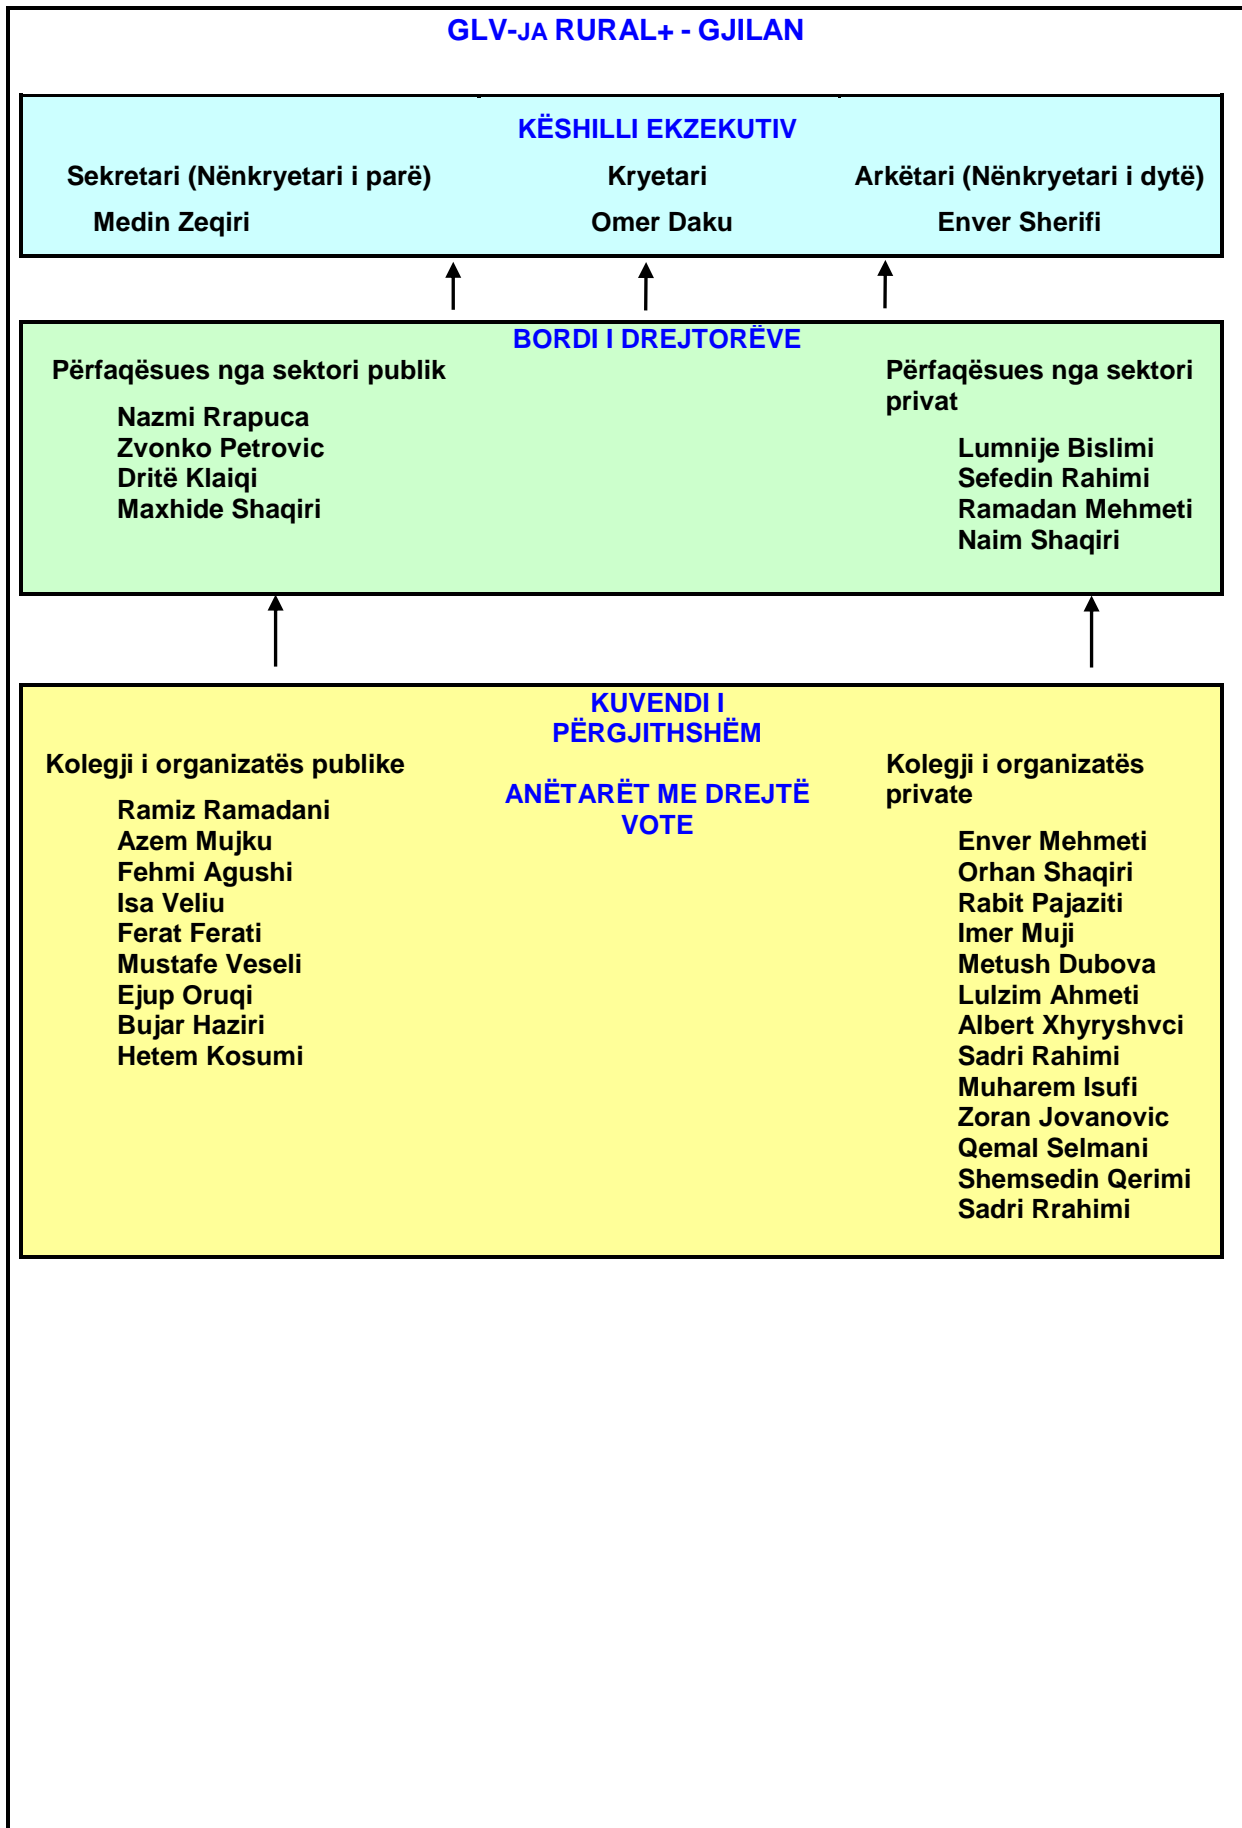 GLV-JA RURAL+ - GJILAN
KËSHILLI EKZEKUTIV
Sekretari (Nënkryetari i parë)
Kryetari
Arkëtari (Nënkryetari i dytë)
Medin Zeqiri
Omer Daku
Enver Sherifi
BORDI I DREJTORËVE
Përfaqësues nga sektori publik
Nazmi Rrapuca
Zvonko Petrovic
Dritë Klaiqi
Maxhide Shaqiri
Përfaqësues nga sektori
privat
Lumnije Bislimi
Sefedin Rahimi
Ramadan Mehmeti
Naim Shaqiri
KUVENDI I
PËRGJITHSHËM
ANËTARËT ME DREJTË
VOTE
Kolegji i organizatës publike
Ramiz Ramadani
Azem Mujku
Fehmi Agushi
Isa Veliu
Ferat Ferati
Mustafe Veseli
Ejup Oruqi
Bujar Haziri
Hetem Kosumi
Kolegji i organizatës
private
Enver Mehmeti
Orhan Shaqiri
Rabit Pajaziti
Imer Muji
Metush Dubova
Lulzim Ahmeti
Albert Xhyryshvci
Sadri Rahimi
Muharem Isufi
Zoran Jovanovic
Qemal Selmani
Shemsedin Qerimi
Sadri Rrahimi